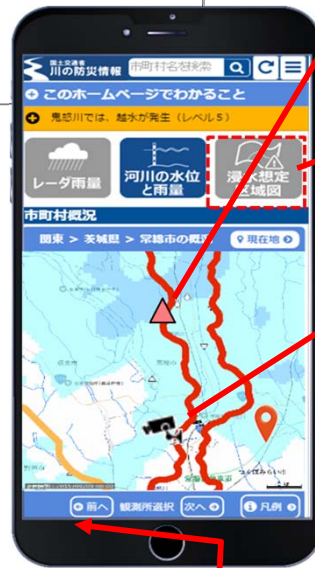 国土交通省
川の防災情報
市町村名を検索
このホームページでわかること
鬼怒川では、越水が発生（レベル5）
レーダ雨量
河川の水位
と雨量
浸水想定
区域図
市町村概況
関東 > 茨城県 > 常総市の概況
現在地
前へ
観測所選択
次へ
凡例